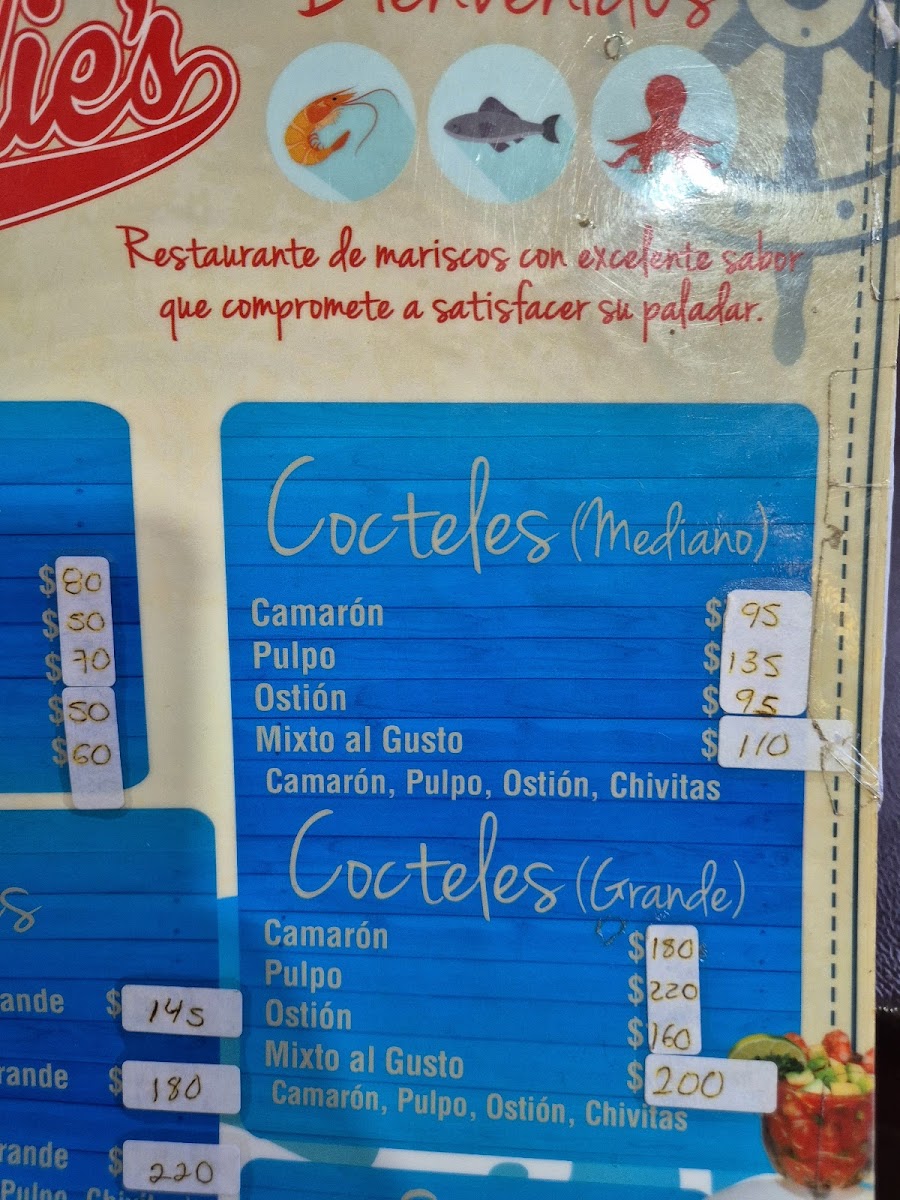 Bienvenidos
Restaurante de mariscos con excelente sabor
que compromete a satisfacer su paladar.
$80
$50
$70
$50
$60
Cocteles (Mediano)
Camarón $95
Pulpo $135
Ostión $95
Mixto al Gusto $110
Camarón, Pulpo, Ostión, Chivitas
Cocteles (Grande)
Camarón $180
Pulpo $220
Ostión $160
Mixto al Gusto $200
Camarón, Pulpo, Ostión, Chivitas
ande $145
rande $180
rande $220
Pulpo